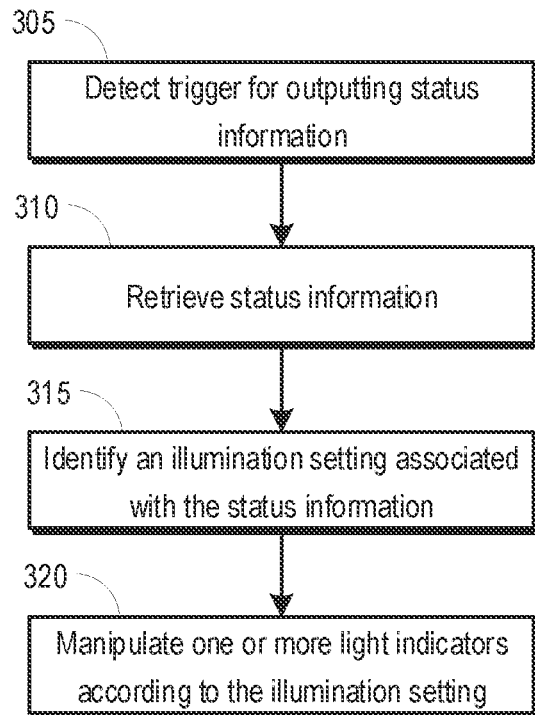 305
Detect trigger for outputting status
information
310
Retrieve status information
315
Identify an illumination setting associated
with the status information
320
Manipulate one or more light indicators
according to the illumination setting